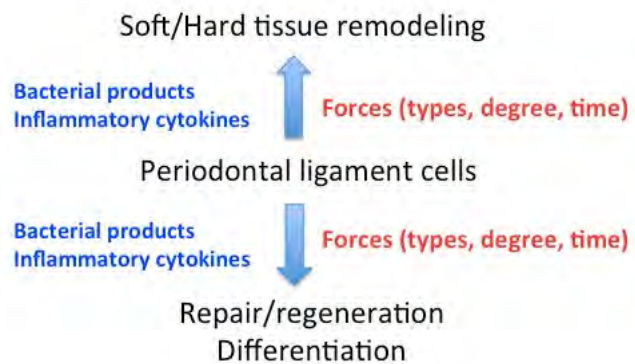 Soft/Hard tissue remodeling
Bacterial products
Inflammatory cytokines
Forces (types, degree, time)
Periodontal ligament cells
Bacterial products
Inflammatory cytokines
Forces (types, degree, time)
Repair/regeneration
Differentiation